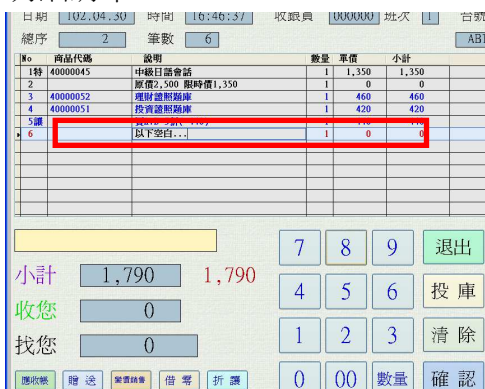 日期 102.04.30 時間 16:46:37 收銀員 000000 班次 1 台號
總序 2 筆數 6 AB
No 商品代碼 說明 數量 單價 小計
1特 40000045 中級日語會話 1 1,350 1,350
2 原價2,500 限時價1,350 1 0 0
3 40000052 理財證照題庫 1 460 460
4 40000051 投資證照題庫 1 420 420
5讓
6 以下空白... 1 0 0
7 8 9 退出
小計 1,790 1,790
4 5 6 投庫
收您 0
1 2 3 清除
找您 0
應收帳 贈送 變價銷售 借零 折讓 0 00 數量 確認